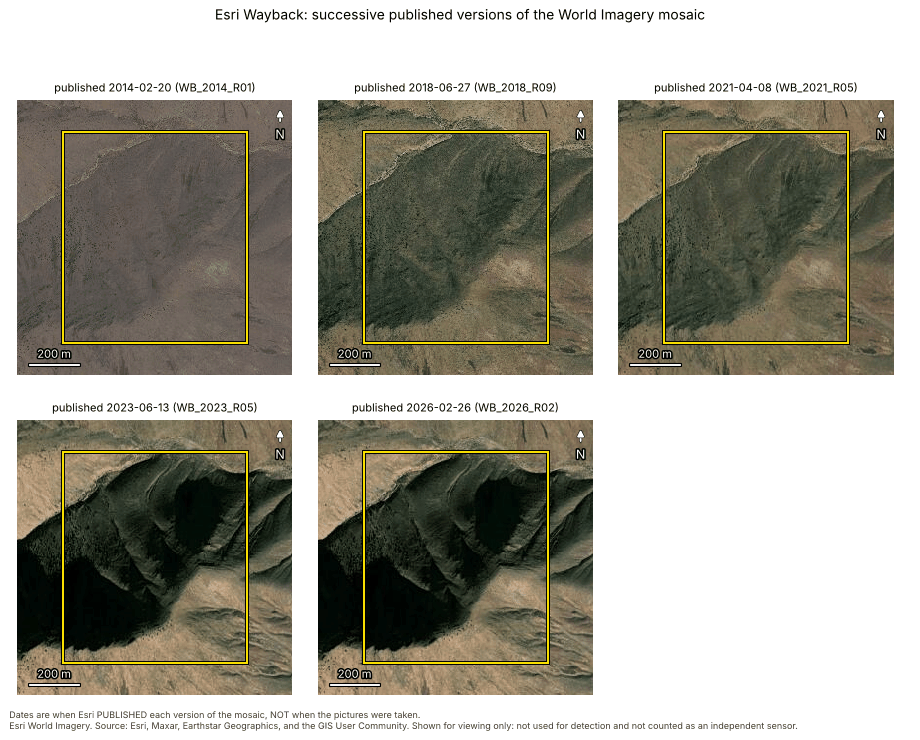 Esri Wayback: successive published versions of the World Imagery mosaic
published 2014-02-20 (WB_2014_R01)
published 2018-06-27 (WB_2018_R09)
published 2021-04-08 (WB_2021_R05)
N
N
N
200 m
200 m
200 m
published 2023-06-13 (WB_2023_R05)
published 2026-02-26 (WB_2026_R02)
N
N
200 m
200 m
Dates are when Esri PUBLISHED each version of the mosaic, NOT when the pictures were taken.
Esri World Imagery. Source: Esri, Maxar, Earthstar Geographics, and the GIS User Community. Shown for viewing only: not used for detection and not counted as an independent sensor.